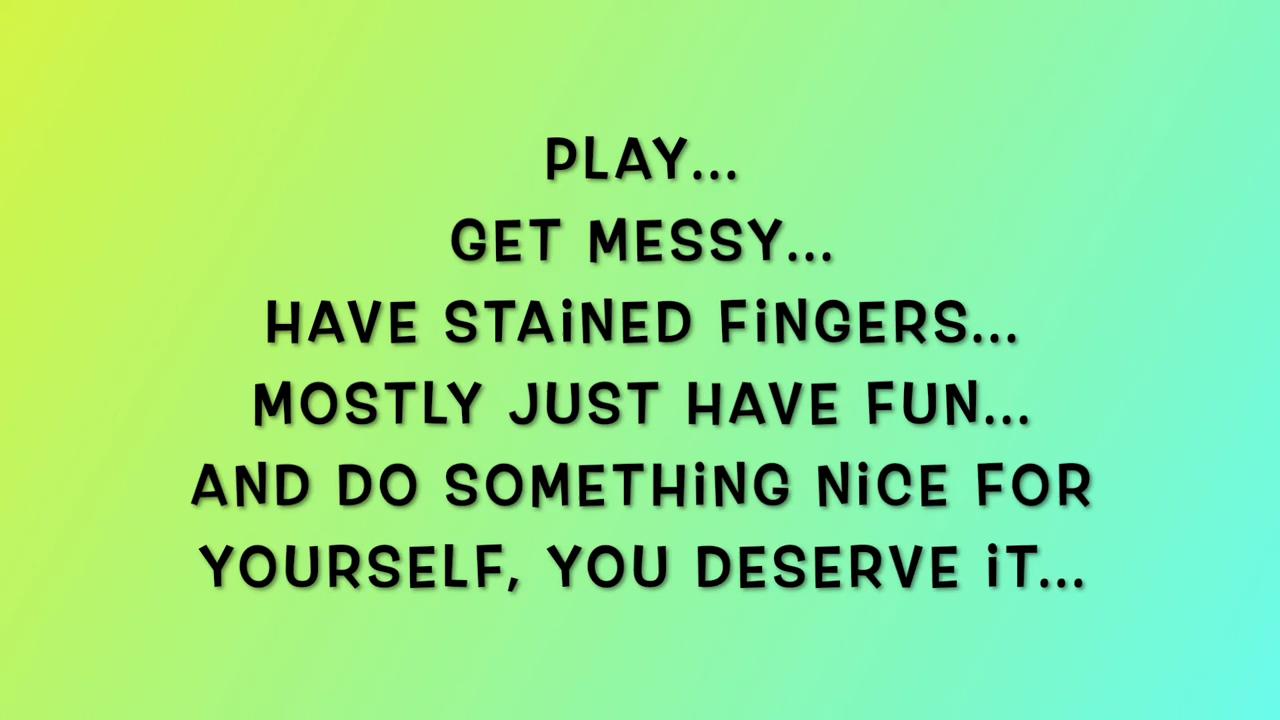 PLAY...
GET MESSY...
HAVE STAiNED FiNGERS...
MOSTLY JUST HAVE FUN...
AND DO SOMETHiNG NiCE FOR
YOURSELF, YOU DESERVE iT...